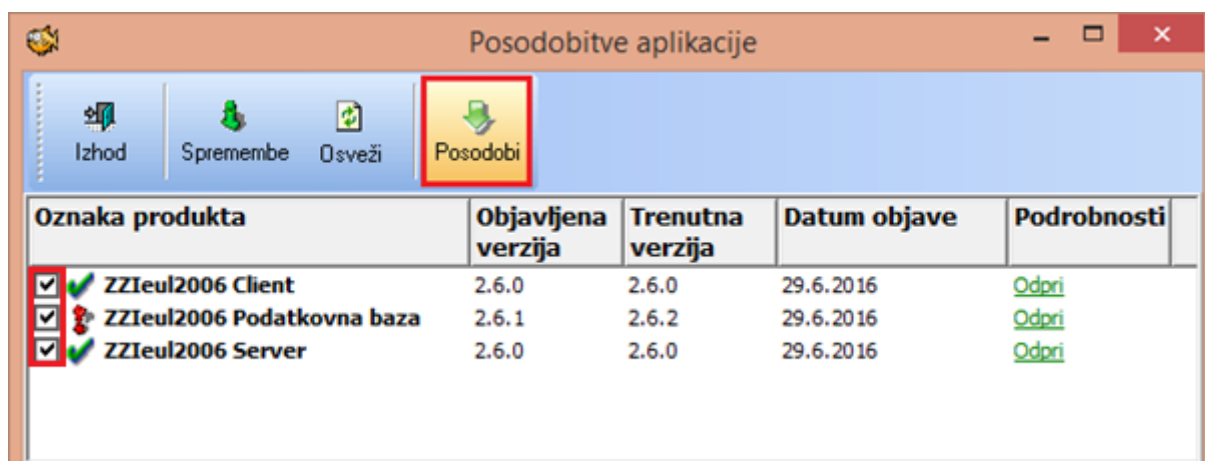 Posodobitve aplikacije
Izhod Spremembe Osveži Posodobi
Oznaka produkta Objavljena verzija Trenutna verzija Datum objave Podrobnosti
ZZIeul2006 Client 2.6.0 2.6.0 29.6.2016 Odpri
ZZIeul2006 Podatkovna baza 2.6.1 2.6.2 29.6.2016 Odpri
ZZIeul2006 Server 2.6.0 2.6.0 29.6.2016 Odpri